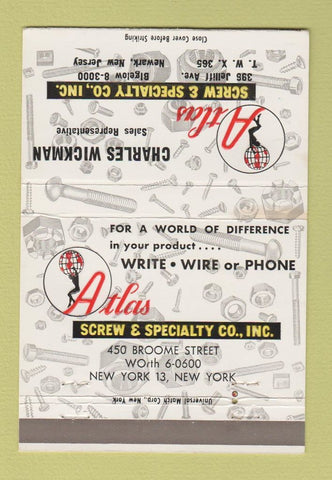 Close Cover Before Striking
T. W. X. 365
396 Jelliff Ave.
Bigelow 8-3000
Newark, New Jersey
SCREW & SPECIALTY CO., INC.
Atlas
CHARLES WICKMAN
Sales Representative
FOR A WORLD OF DIFFERENCE
in your product....
WRITE • WIRE or PHONE
Atlas
SCREW & SPECIALTY CO., INC.
450 BROOME STREET
WOrth 6-0600
NEW YORK 13, NEW YORK
Universal Match Corp., New York